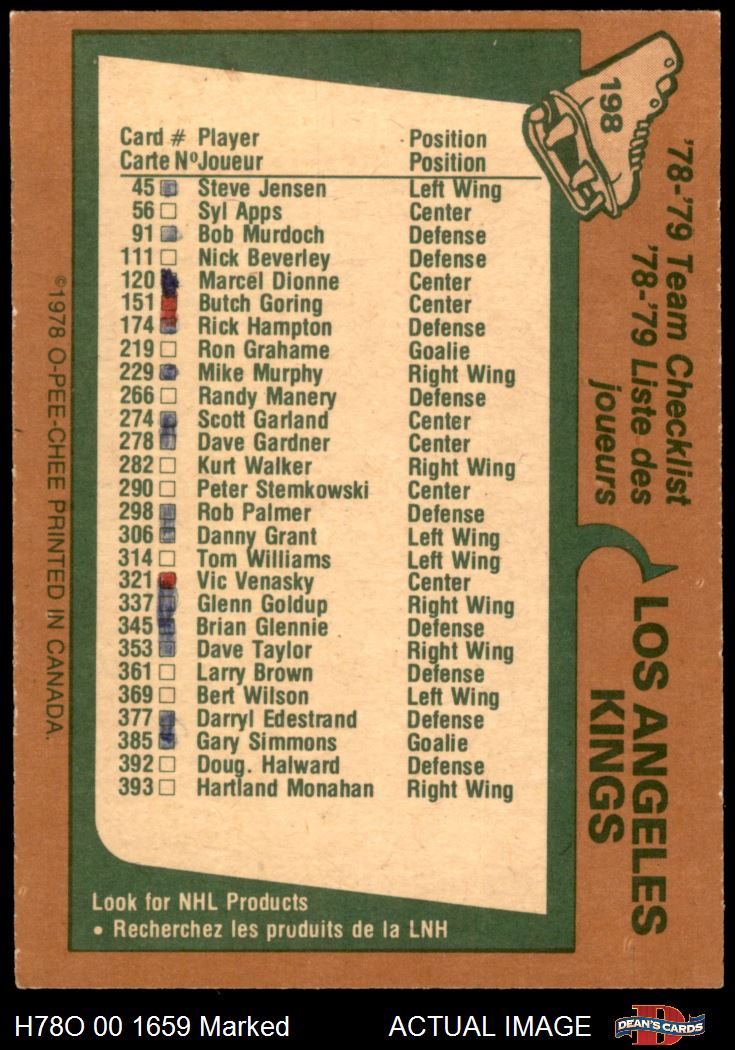 198
'78-'79 Team Checklist
'78-'79 Liste des
joueurs
LOS ANGELES
KINGS
Card # Player Position
Carte Nº Joueur Position
45 Steve Jensen Left Wing
56 Syl Apps Center
91 Bob Murdoch Defense
111 Nick Beverley Defense
120 Marcel Dionne Center
151 Butch Goring Center
174 Rick Hampton Defense
219 Ron Grahame Goalie
229 Mike Murphy Right Wing
266 Randy Manery Defense
274 Scott Garland Center
278 Dave Gardner Center
282 Kurt Walker Right Wing
290 Peter Stemkowski Center
298 Rob Palmer Defense
306 Danny Grant Left Wing
314 Tom Williams Left Wing
321 Vic Venasky Center
337 Glenn Goldup Right Wing
345 Brian Glennie Defense
353 Dave Taylor Right Wing
361 Larry Brown Defense
369 Bert Wilson Left Wing
377 Darryl Edestrand Defense
385 Gary Simmons Goalie
392 Doug. Halward Defense
393 Hartland Monahan Right Wing
Look for NHL Products
• Recherchez les produits de la LNH
©1978 O-PEE-CHEE PRINTED IN CANADA.
H78O 00 1659 Marked ACTUAL IMAGE
DEAN'S CARDS